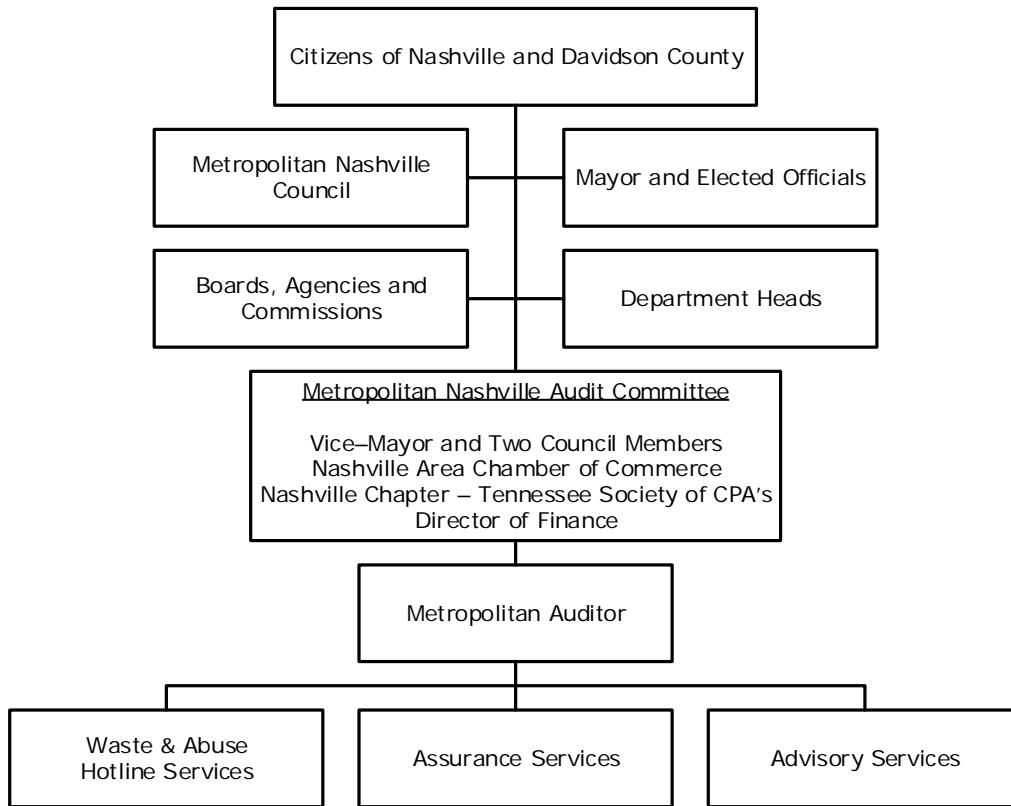 Citizens of Nashville and Davidson County
Metropolitan Nashville
Council
Mayor and Elected Officials
Boards, Agencies and
Commissions
Department Heads
Metropolitan Nashville Audit Committee
Vice–Mayor and Two Council Members
Nashville Area Chamber of Commerce
Nashville Chapter – Tennessee Society of CPA's
Director of Finance
Metropolitan Auditor
Waste & Abuse
Hotline Services
Assurance Services
Advisory Services